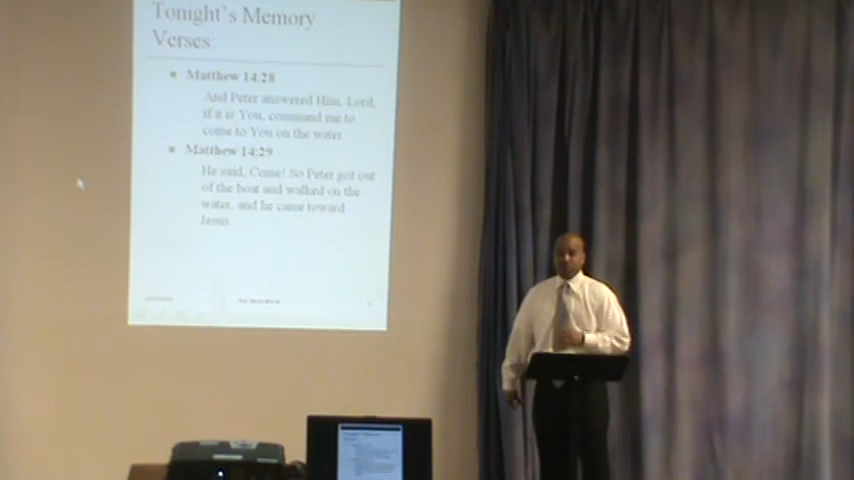 Tonight's Memory
Verses:
Matthew 14:28
And Peter answered Him, Lord,
if it is You, command me to
come to You on the water.
Matthew 14:29
He said, Come! So Peter got out
of the boat and walked on the
water, and he came toward
Jesus.